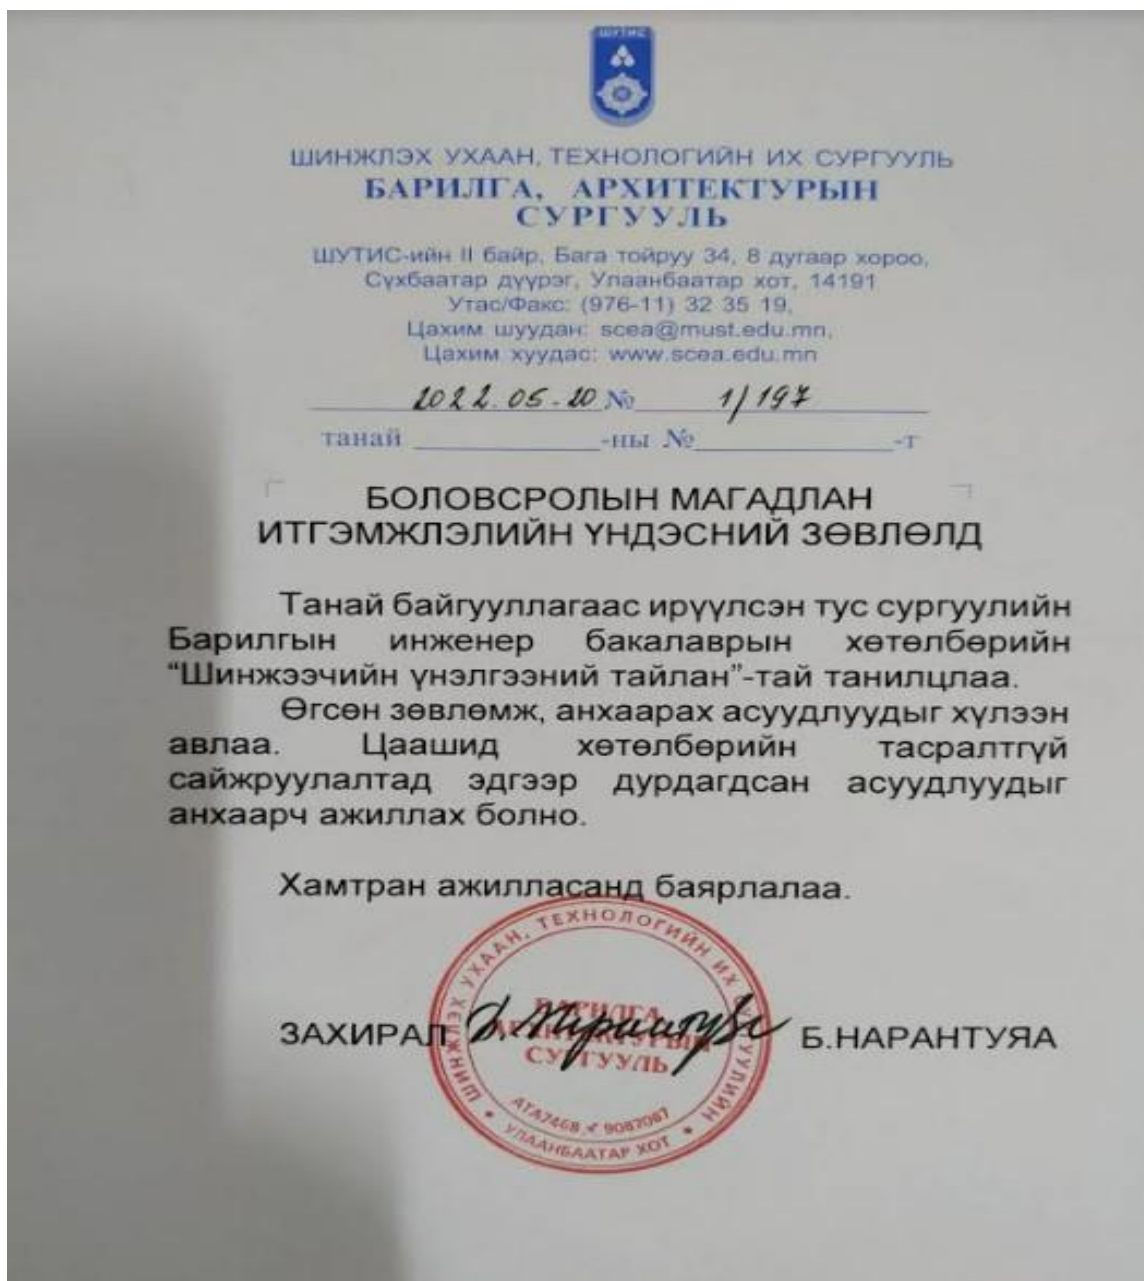 ШУТИС
ШИНЖЛЭХ УХААН, ТЕХНОЛОГИЙН ИХ СУРГУУЛЬ
БАРИЛГА, АРХИТЕКТУРЫН
СУРГУУЛЬ
ШУТИС-ийн II байр, Бага тойруу 34, 8 дугаар хороо,
Сүхбаатар дүүрэг, Улаанбаатар хот, 14191
Утас/Факс: (976-11) 32 35 19,
Цахим шуудан: scea@must.edu.mn,
Цахим хуудас: www.scea.edu.mn
2022.05-20 № 1/197
танай ____________-ны №____________-т
БОЛОВСРОЛЫН МАГАДЛАН
ИТГЭМЖЛЭЛИЙН ҮНДЭСНИЙ ЗӨВЛӨЛД
Танай байгууллагаас ирүүлсэн тус сургуулийн
Барилгын инженер бакалаврын хөтөлбөрийн
“Шинжээчийн үнэлгээний тайлан”-тай танилцлаа.
Өгсөн зөвлөмж, анхаарах асуудлуудыг хүлээн
авлаа. Цаашид хөтөлбөрийн тасралтгүй
сайжруулалтад эдгээр дурдагдсан асуудлуудыг
анхаарч ажиллах болно.
Хамтран ажилласанд баярлалаа.
ЗАХИРАЛ Б.НАРАНТУЯА
ШИНЖЛЭХ УХААН, ТЕХНОЛОГИЙН ИХ СУРГУУЛИЙН
БАРИЛГА
АРХИТЕКТУРЫН
СУРГУУЛЬ
УЛААНБААТАР ХОТ